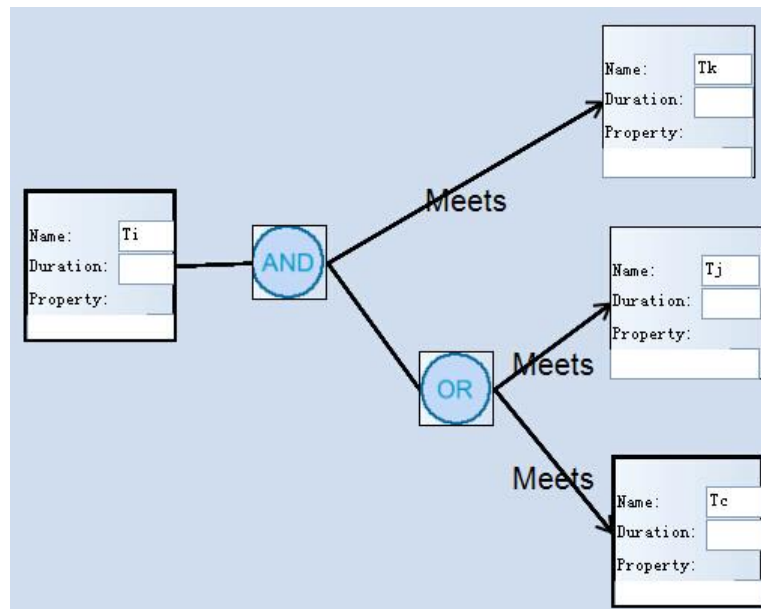 Name: Tk
Duration:
Property:
Meets
Name: Ti
Duration:
Property:
AND
Name: Tj
Duration:
Property:
Meets
OR
Meets
Name: Tc
Duration:
Property: